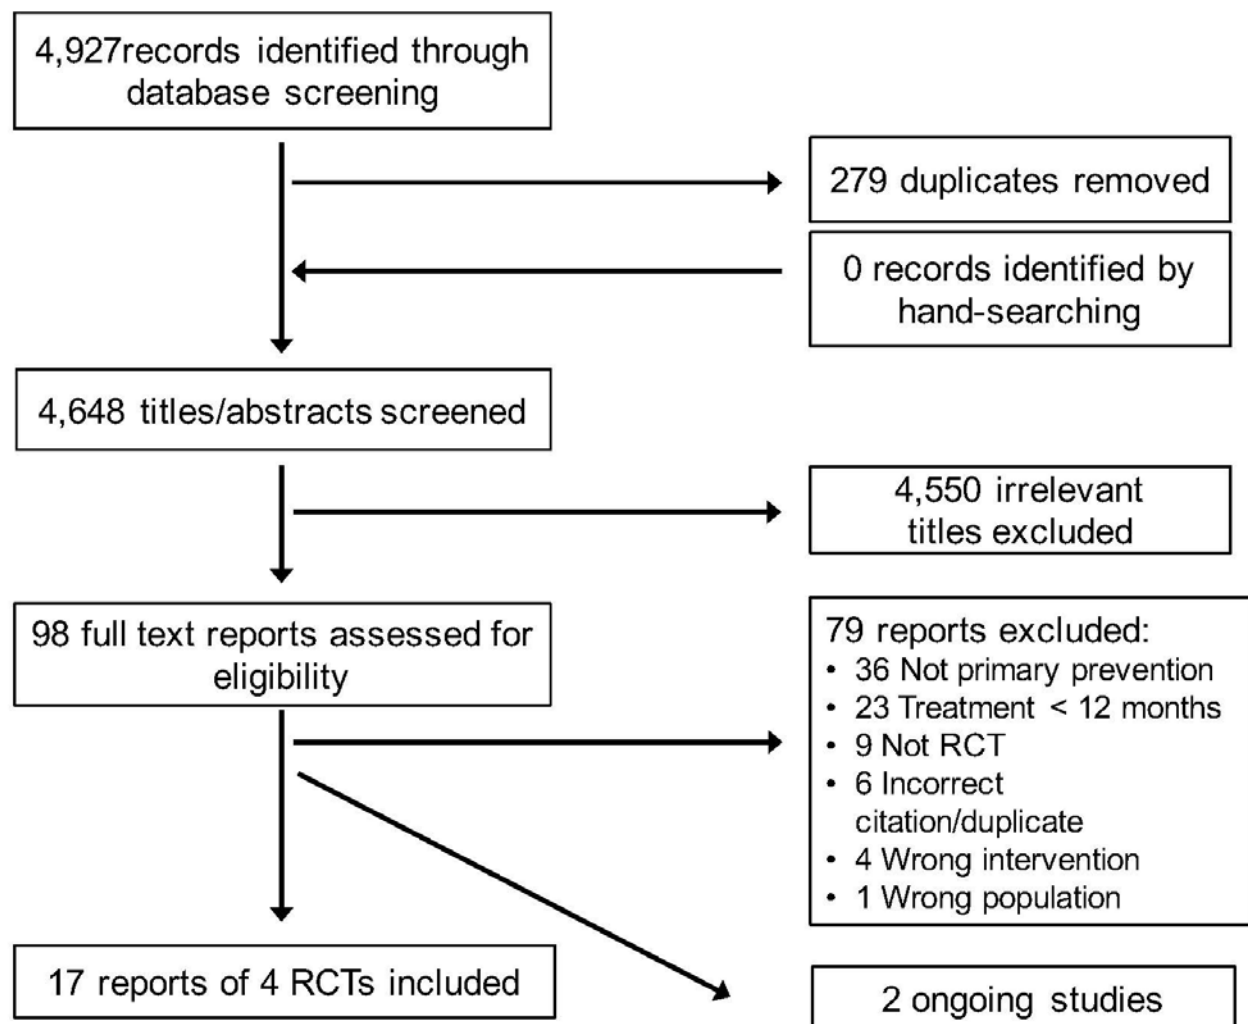 4,927records identified through
database screening
279 duplicates removed
0 records identified by
hand-searching
4,648 titles/abstracts screened
4,550 irrelevant
titles excluded
98 full text reports assessed for
eligibility
79 reports excluded:
• 36 Not primary prevention
• 23 Treatment < 12 months
• 9 Not RCT
• 6 Incorrect
citation/duplicate
• 4 Wrong intervention
• 1 Wrong population
17 reports of 4 RCTs included
2 ongoing studies